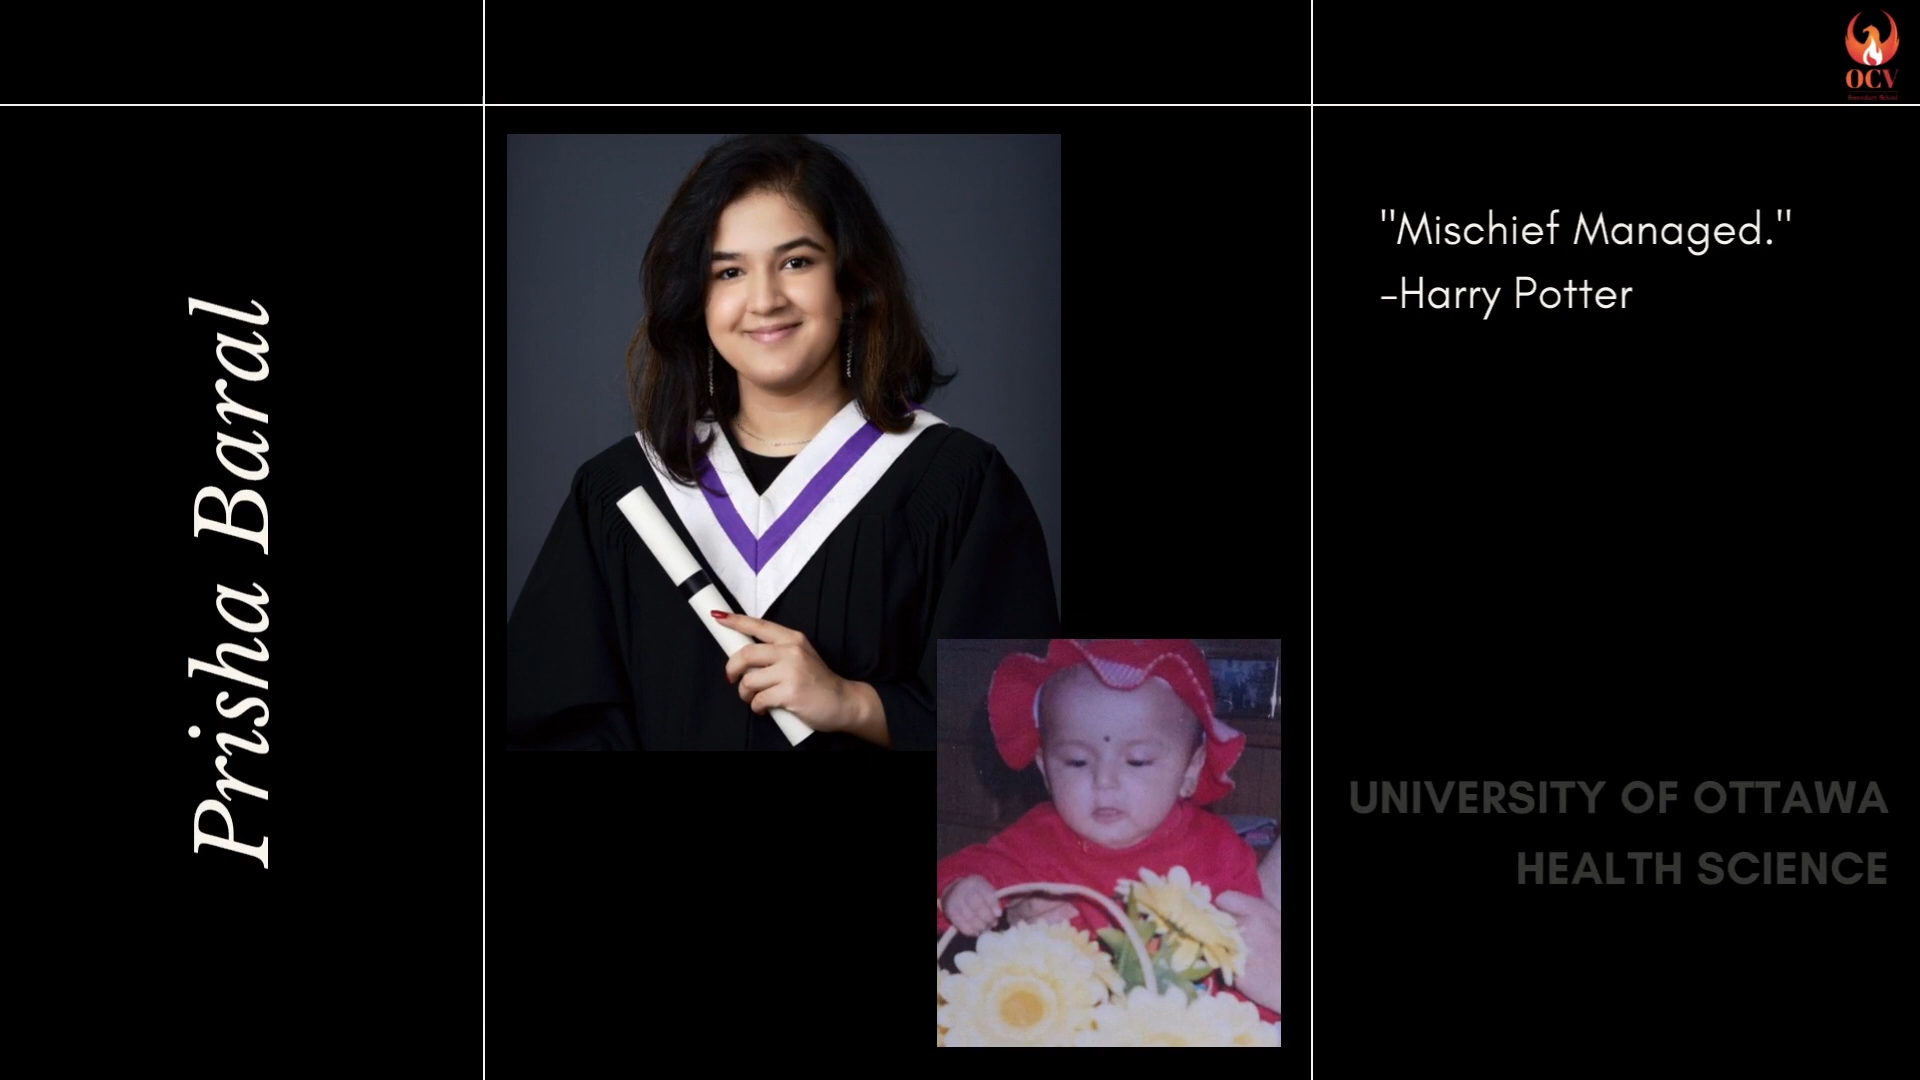 OCV
Prisha Baral
"Mischief Managed."
-Harry Potter
UNIVERSITY OF OTTAWA
HEALTH SCIENCE